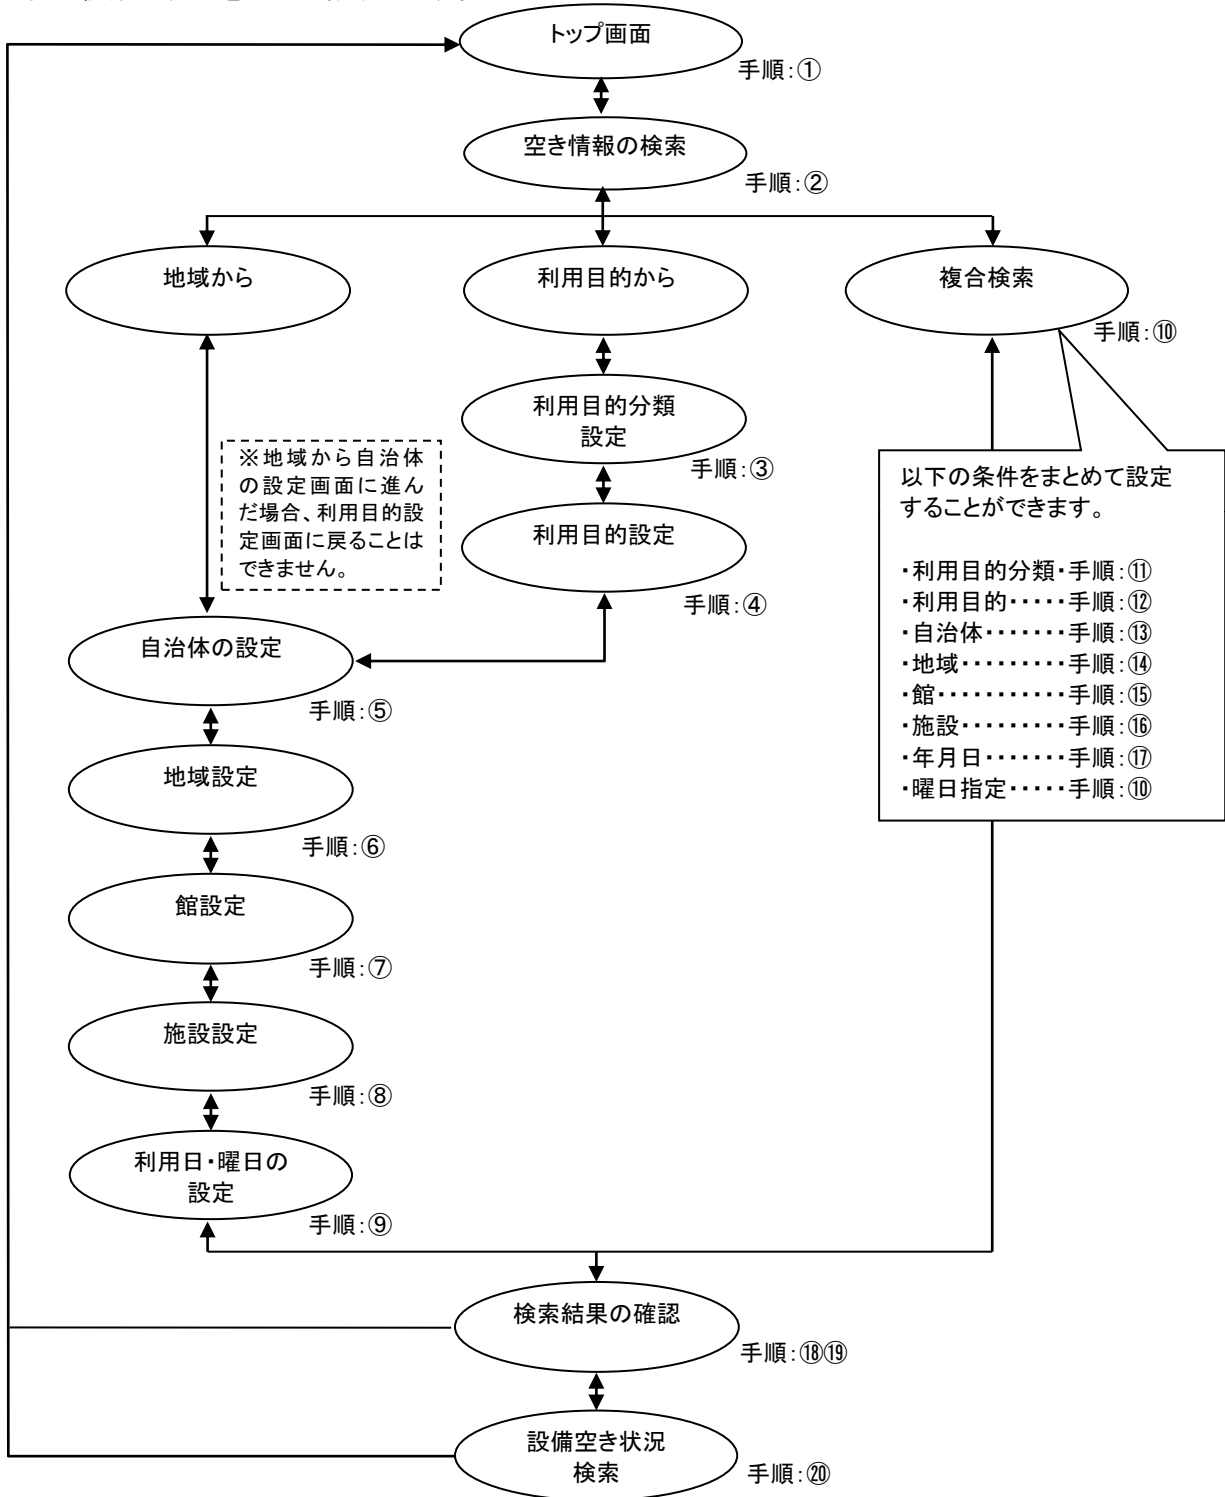 トップ画面
手順:①
空き情報の検索
手順:②
地域から
利用目的から
複合検索
手順:⑩
利用目的分類
設定
手順:③
※地域から自治体
の設定画面に進ん
だ場合、利用目的設
定画面に戻ることは
できません。
利用目的設定
手順:④
以下の条件をまとめて設定
することができます。
・利用目的分類・手順:⑪
・利用目的・・・・・手順:⑫
・自治体・・・・・・・手順:⑬
・地域・・・・・・・・・手順:⑭
・館・・・・・・・・・・・手順:⑮
・施設・・・・・・・・・手順:⑯
・年月日・・・・・・・手順:⑰
・曜日指定・・・・・手順:⑩
自治体の設定
手順:⑤
地域設定
手順:⑥
館設定
手順:⑦
施設設定
手順:⑧
利用日・曜日の
設定
手順:⑨
検索結果の確認
手順:⑱⑲
設備空き状況
検索
手順:⑳